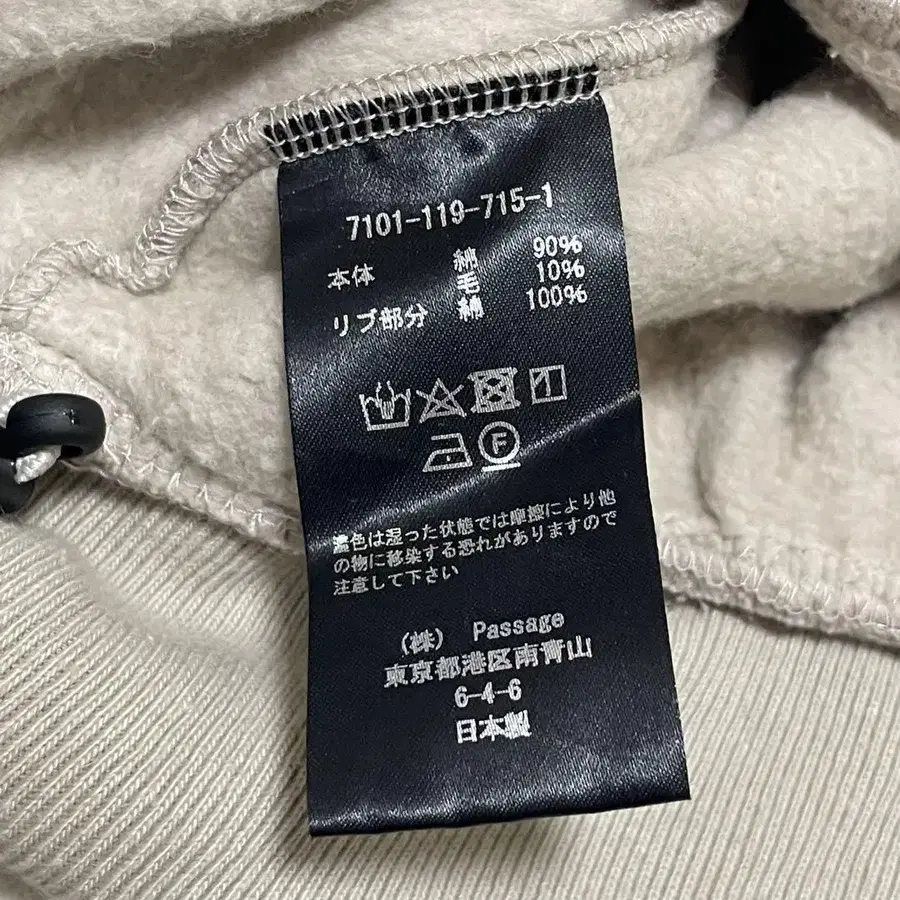 7101-119-715-1
本体 綿 90%
毛 10%
リブ部分 綿 100%
F
濃色は湿った状態では摩擦により他
の物に移染する恐れがありますので
注意して下さい
(株) Passage
東京都港区南青山
6-4-6
日本製